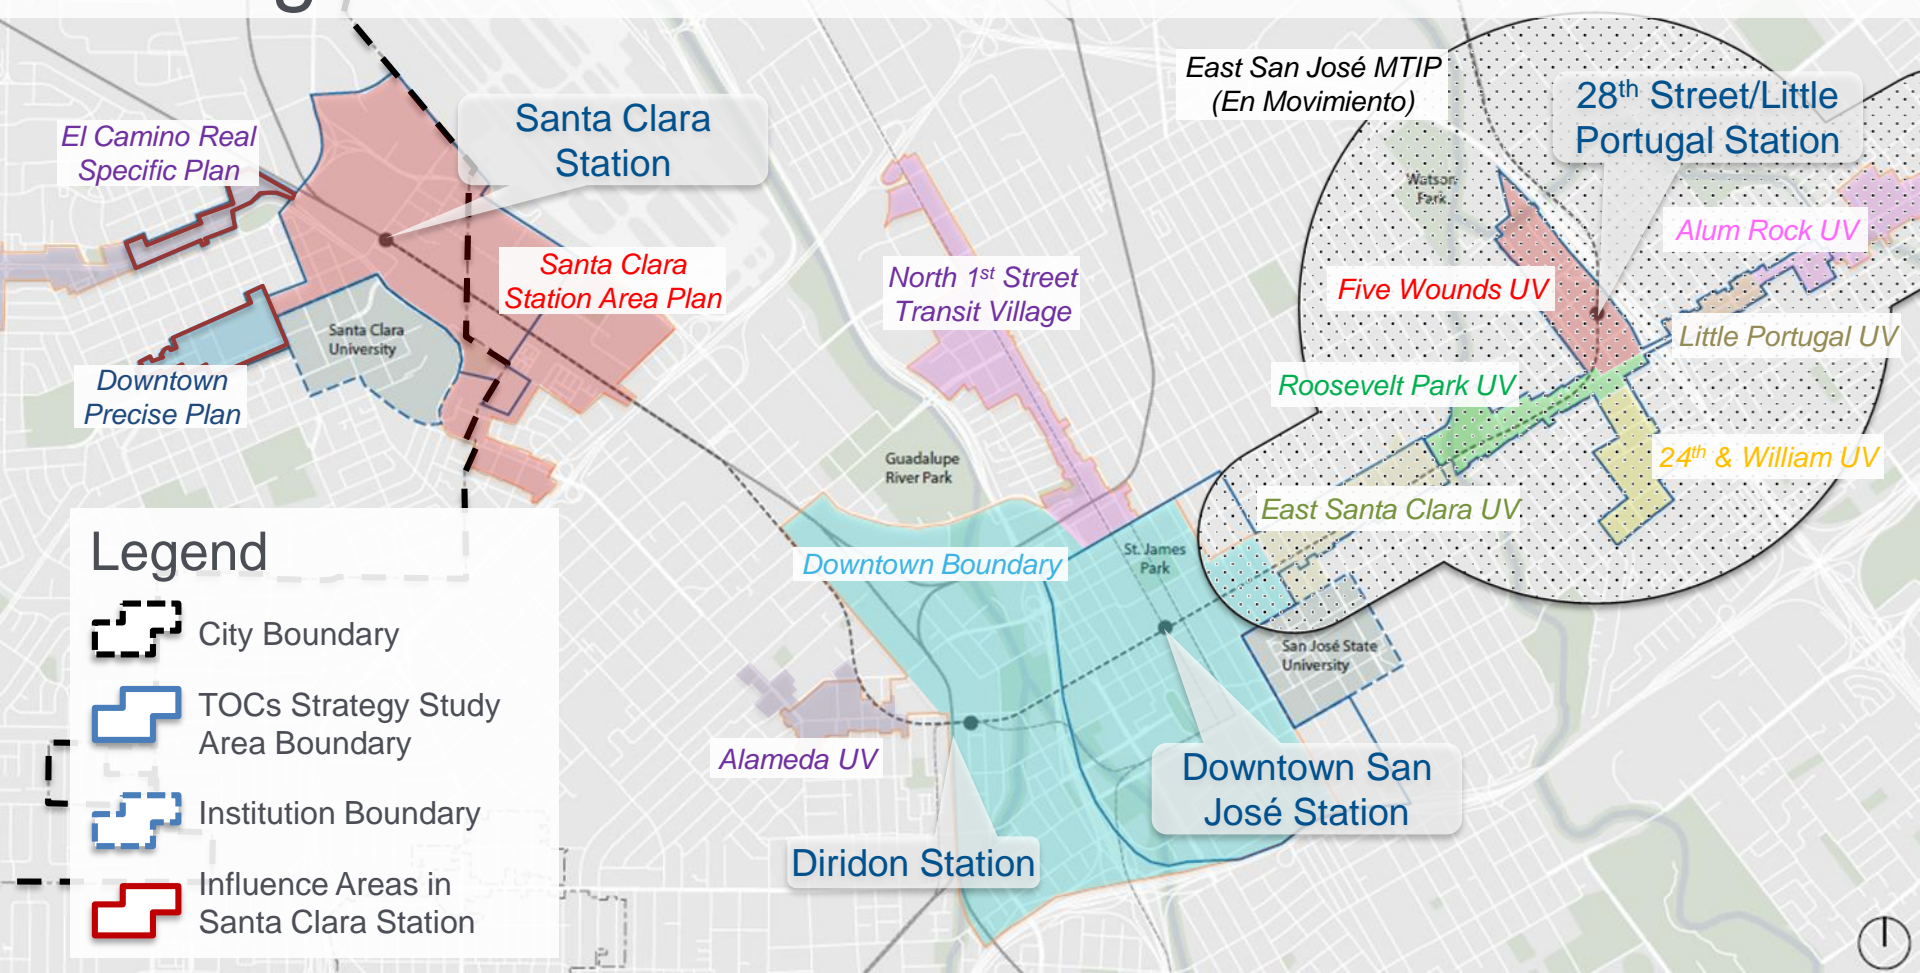 East San José MTIP
(En Movimiento)
28th Street/Little
Portugal Station
Santa Clara
Station
El Camino Real
Specific Plan
Watson
Park
Alum Rock UV
Santa Clara
Station Area Plan
North 1st Street
Transit Village
Five Wounds UV
Santa Clara
University
Little Portugal UV
Downtown
Precise Plan
Roosevelt Park UV
Guadalupe
River Park
24th & William UV
East Santa Clara UV
Downtown Boundary
St. James
Park
San José State
University
Alameda UV
Downtown San
José Station
Diridon Station
Legend
City Boundary
TOCs Strategy Study
Area Boundary
Institution Boundary
Influence Areas in
Santa Clara Station